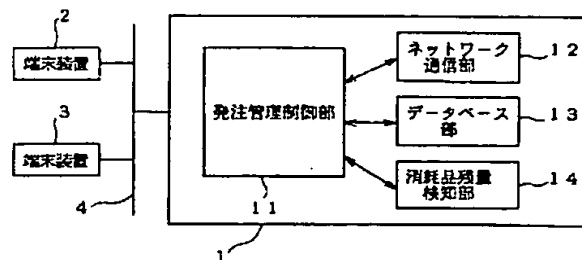 2
端末装置
3
端末装置
4
発注管理制御部
11
ネットワーク
通信部
12
データベース
部
13
消耗品残量
検知部
14
1